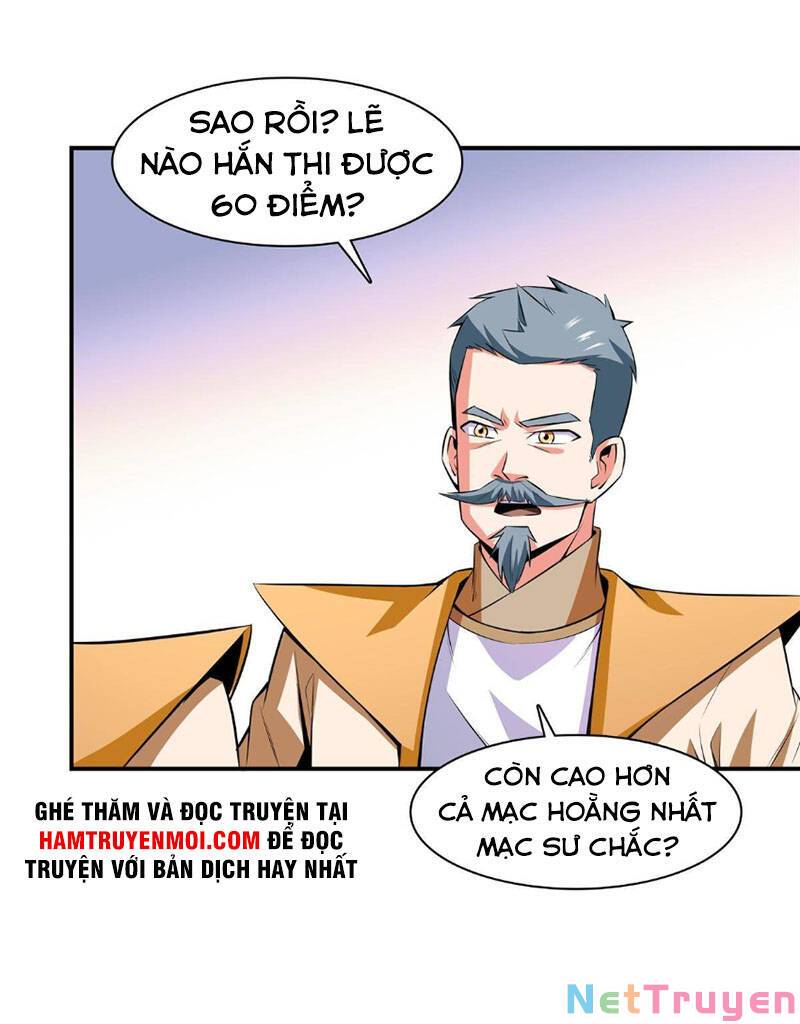 SAO RỒI? LẼ
NÀO HẮN THI ĐƯỢC
60 ĐIỂM?
CÒN CAO HƠN
CẢ MẠC HOẰNG NHẤT
MẠC SƯ CHẮC?
GHÉ THĂM VÀ ĐỌC TRUYỆN TẠI
HAMTRUYENMOI.COM ĐỂ ĐỌC
TRUYỆN VỚI BẢN DỊCH HAY NHẤT
NetTruyen